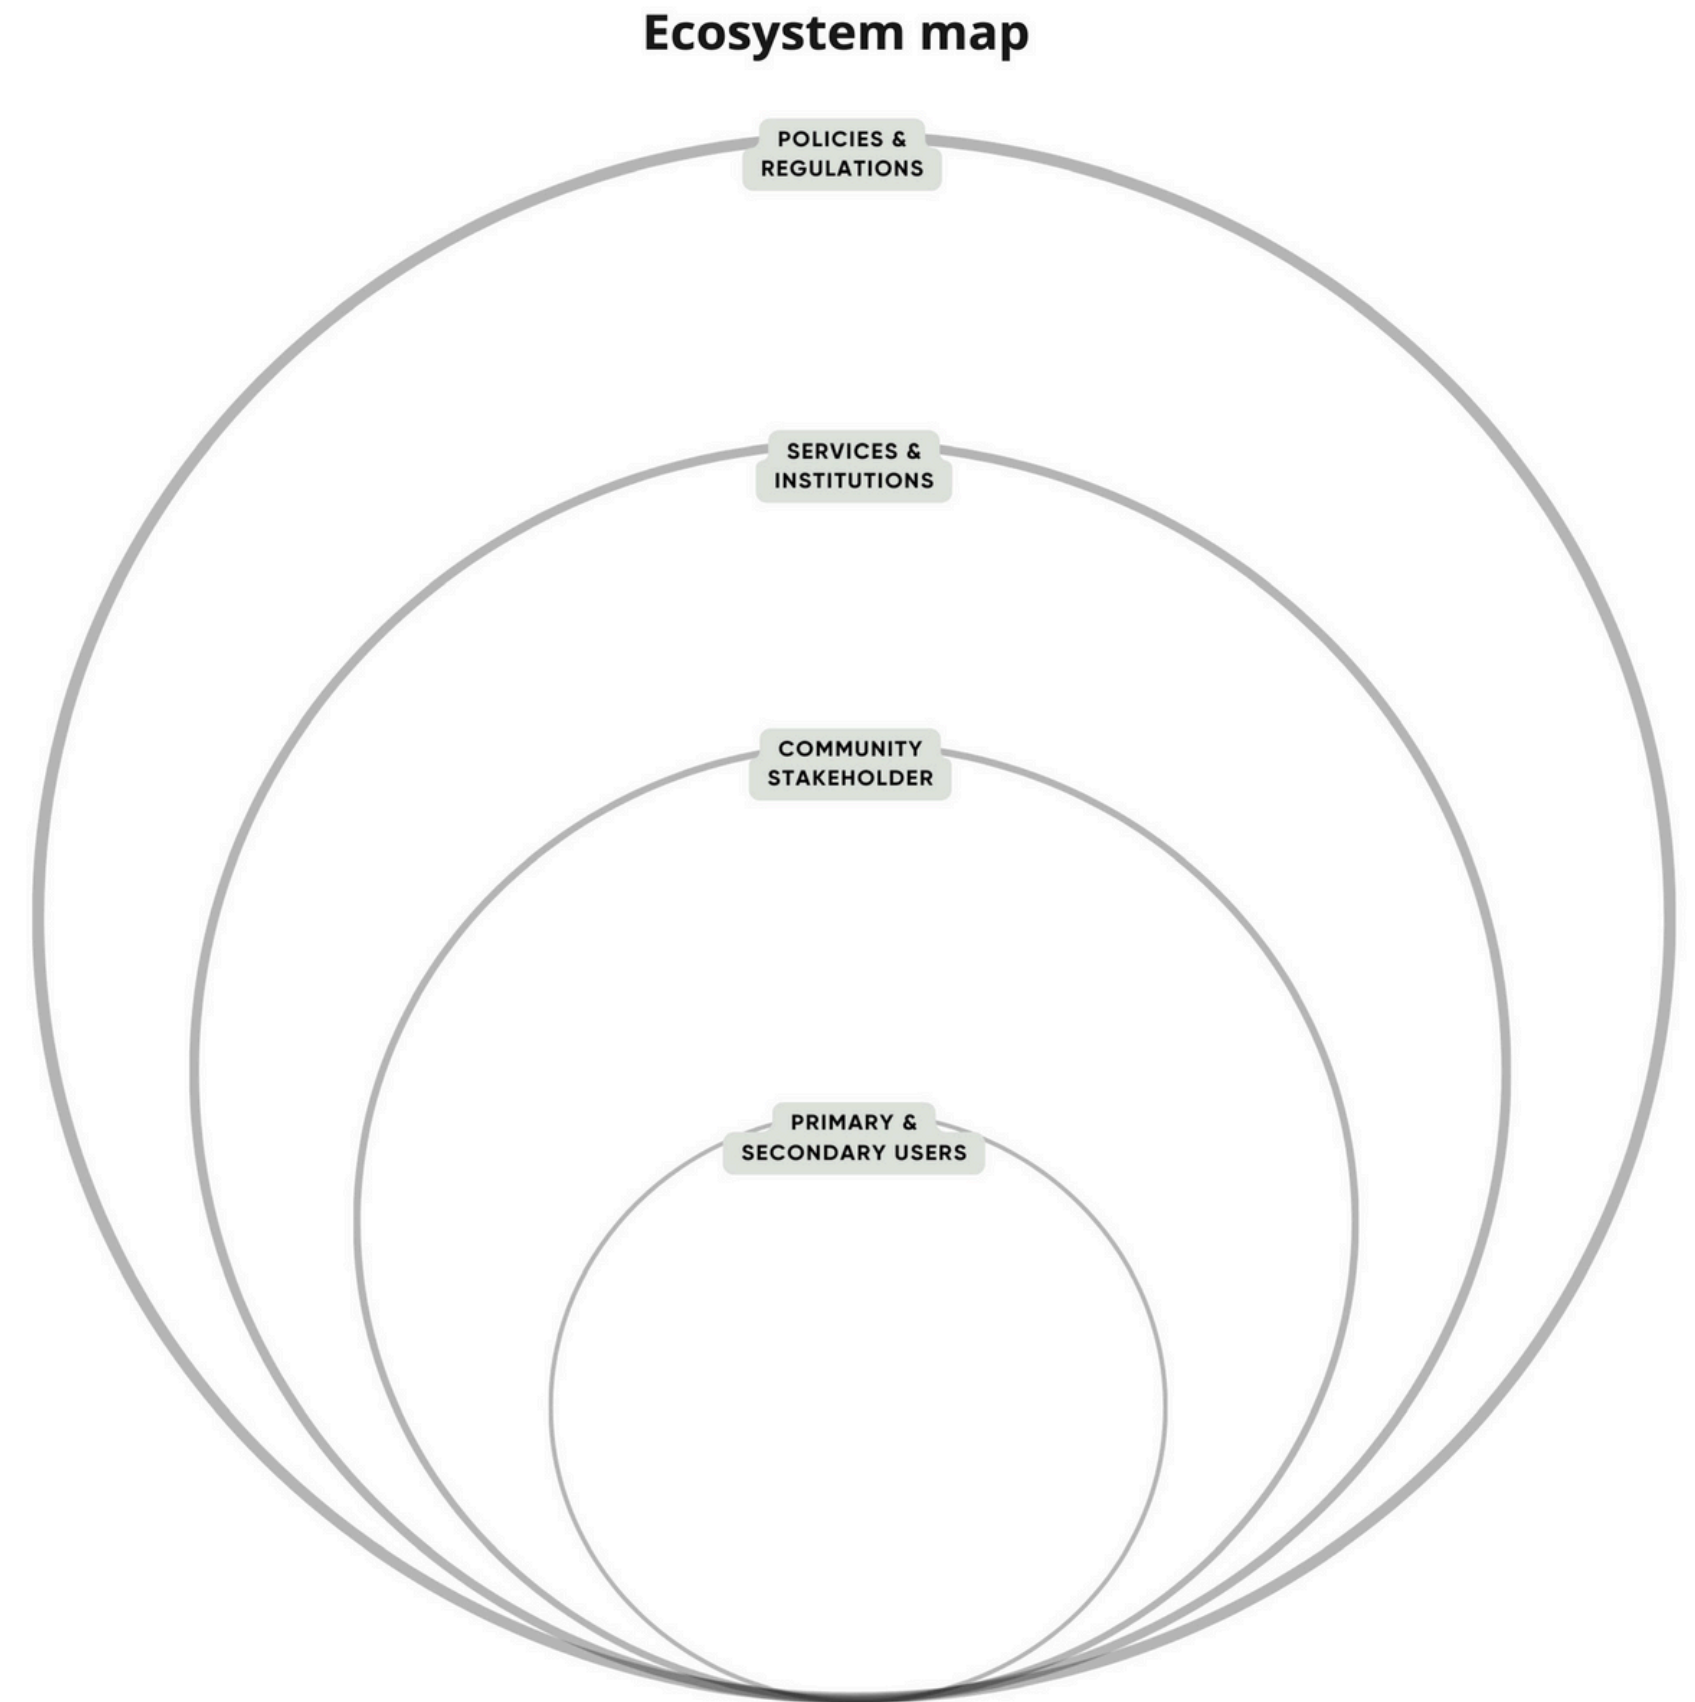 Ecosystem map
POLICIES &
REGULATIONS
SERVICES &
INSTITUTIONS
COMMUNITY
STAKEHOLDER
PRIMARY &
SECONDARY USERS